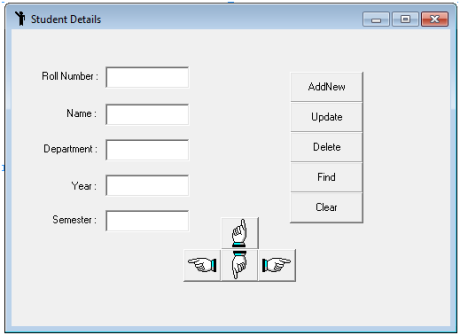 Student Details
Roll Number :
AddNew
Name :
Update
Department :
Delete
Year :
Find
Semester :
Clear